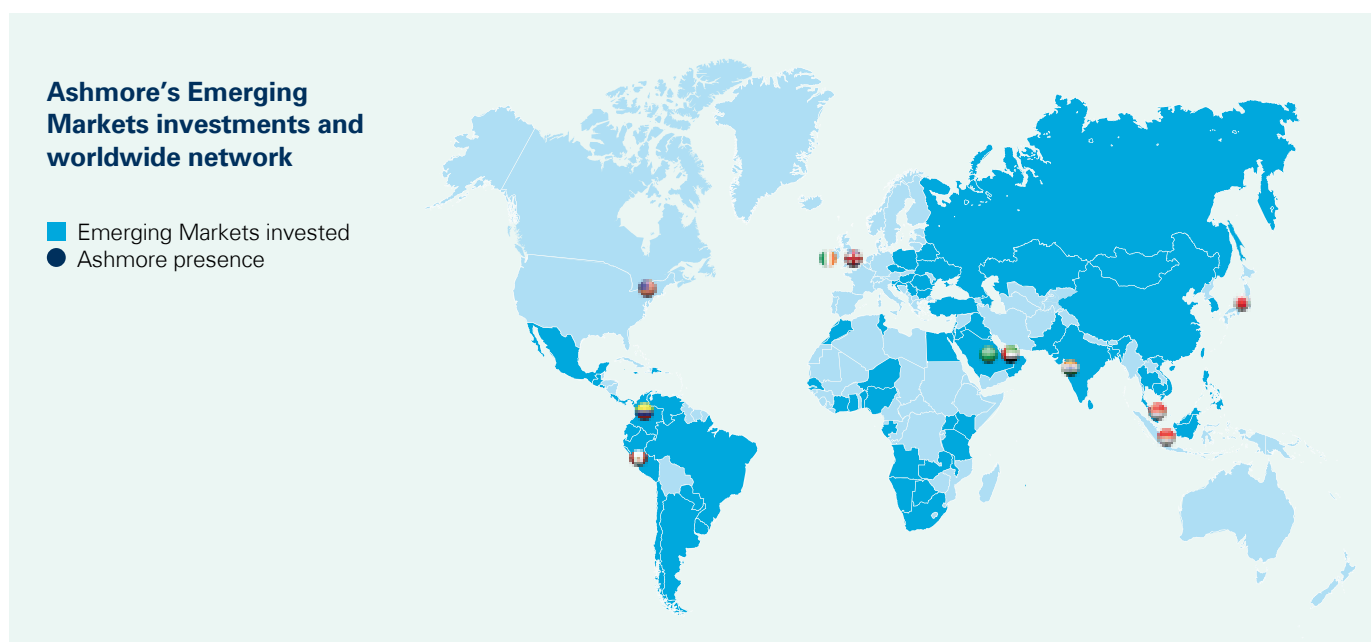 Ashmore’s Emerging
Markets investments and
worldwide network
Emerging Markets invested
Ashmore presence